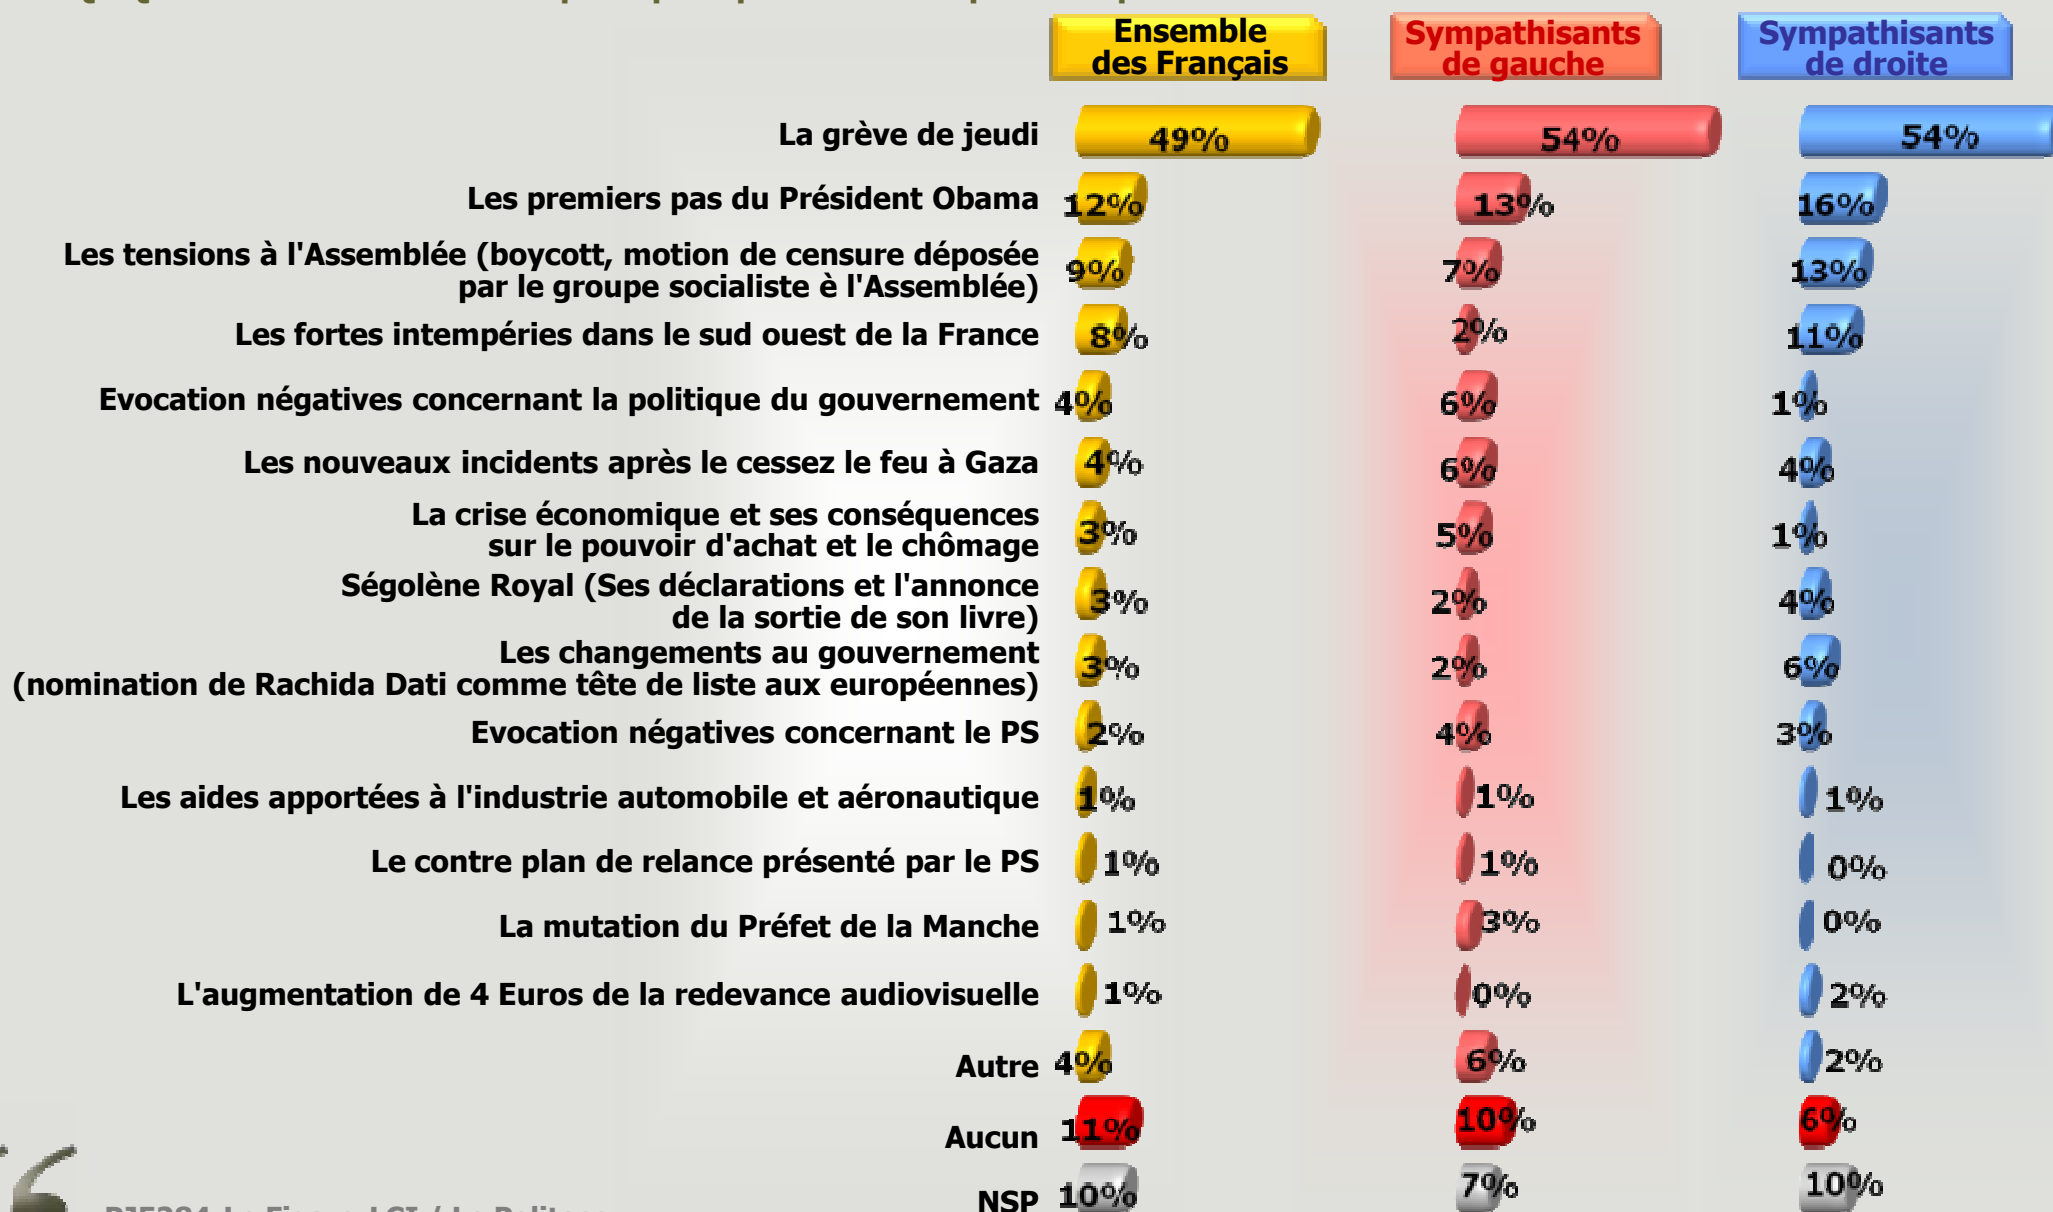 Ensemble
des Français
Sympathisants
de gauche
Sympathisants
de droite
La grève de jeudi 49% 54% 54%
Les premiers pas du Président Obama 12% 13% 16%
Les tensions à l'Assemblée (boycott, motion de censure déposée
par le groupe socialiste è l'Assemblée) 9% 7% 13%
Les fortes intempéries dans le sud ouest de la France 8% 2% 11%
Evocation négatives concernant la politique du gouvernement 4% 6% 1%
Les nouveaux incidents après le cessez le feu à Gaza 4% 6% 4%
La crise économique et ses conséquences
sur le pouvoir d'achat et le chômage 3% 5% 1%
Ségolène Royal (Ses déclarations et l'annonce
de la sortie de son livre) 3% 2% 4%
Les changements au gouvernement
(nomination de Rachida Dati comme tête de liste aux européennes) 3% 2% 6%
Evocation négatives concernant le PS 2% 4% 3%
Les aides apportées à l'industrie automobile et aéronautique 1% 1% 1%
Le contre plan de relance présenté par le PS 1% 1% 0%
La mutation du Préfet de la Manche 1% 3% 0%
L'augmentation de 4 Euros de la redevance audiovisuelle 1% 0% 2%
Autre 4% 6% 2%
Aucun 11% 10% 6%
NSP 10% 7% 10%